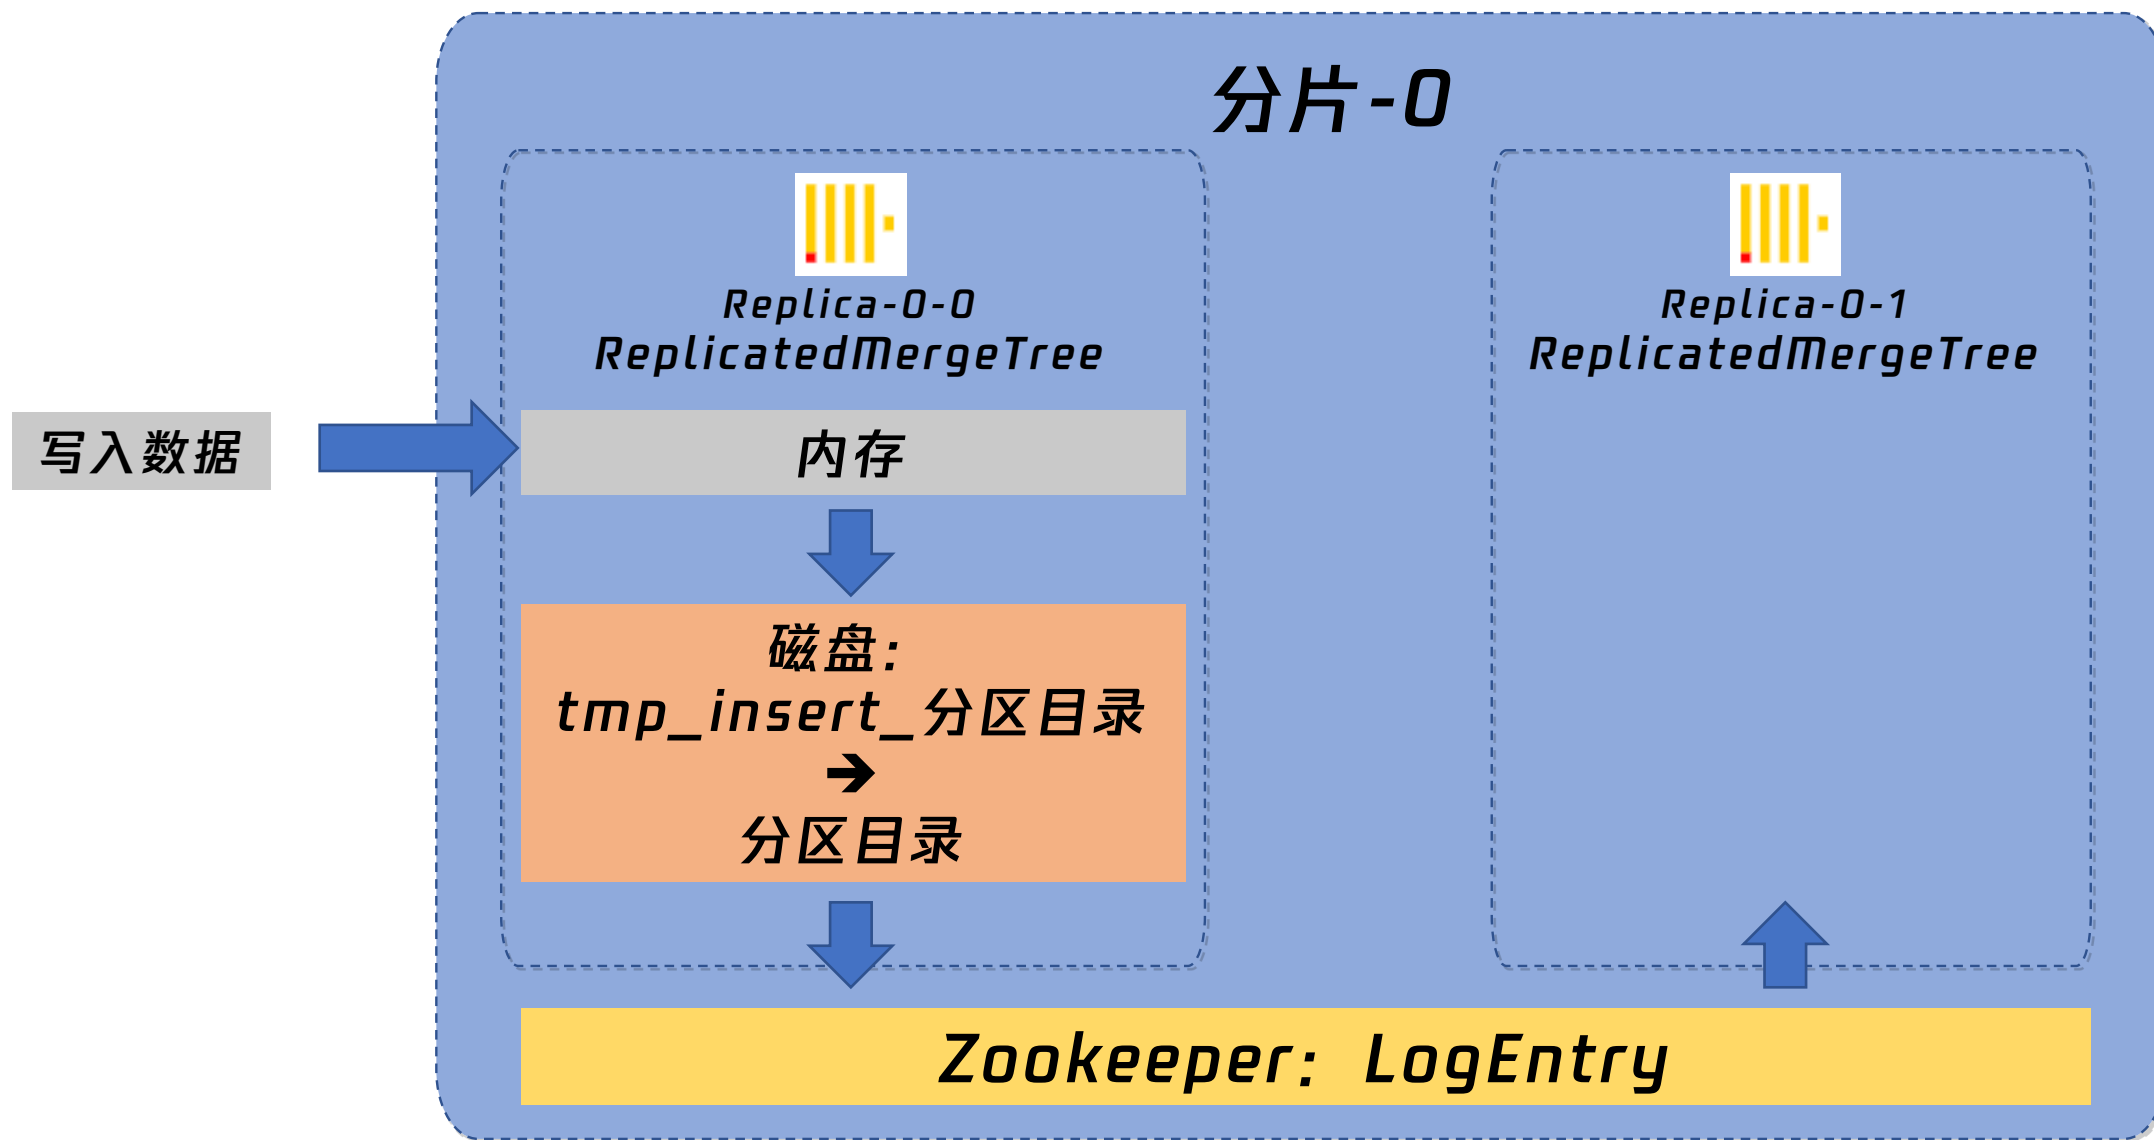 分片-0
Replica-0-0
ReplicatedMergeTree
Replica-0-1
ReplicatedMergeTree
写入数据
内存
磁盘:
tmp_insert_分区目录
➔
分区目录
Zookeeper: LogEntry